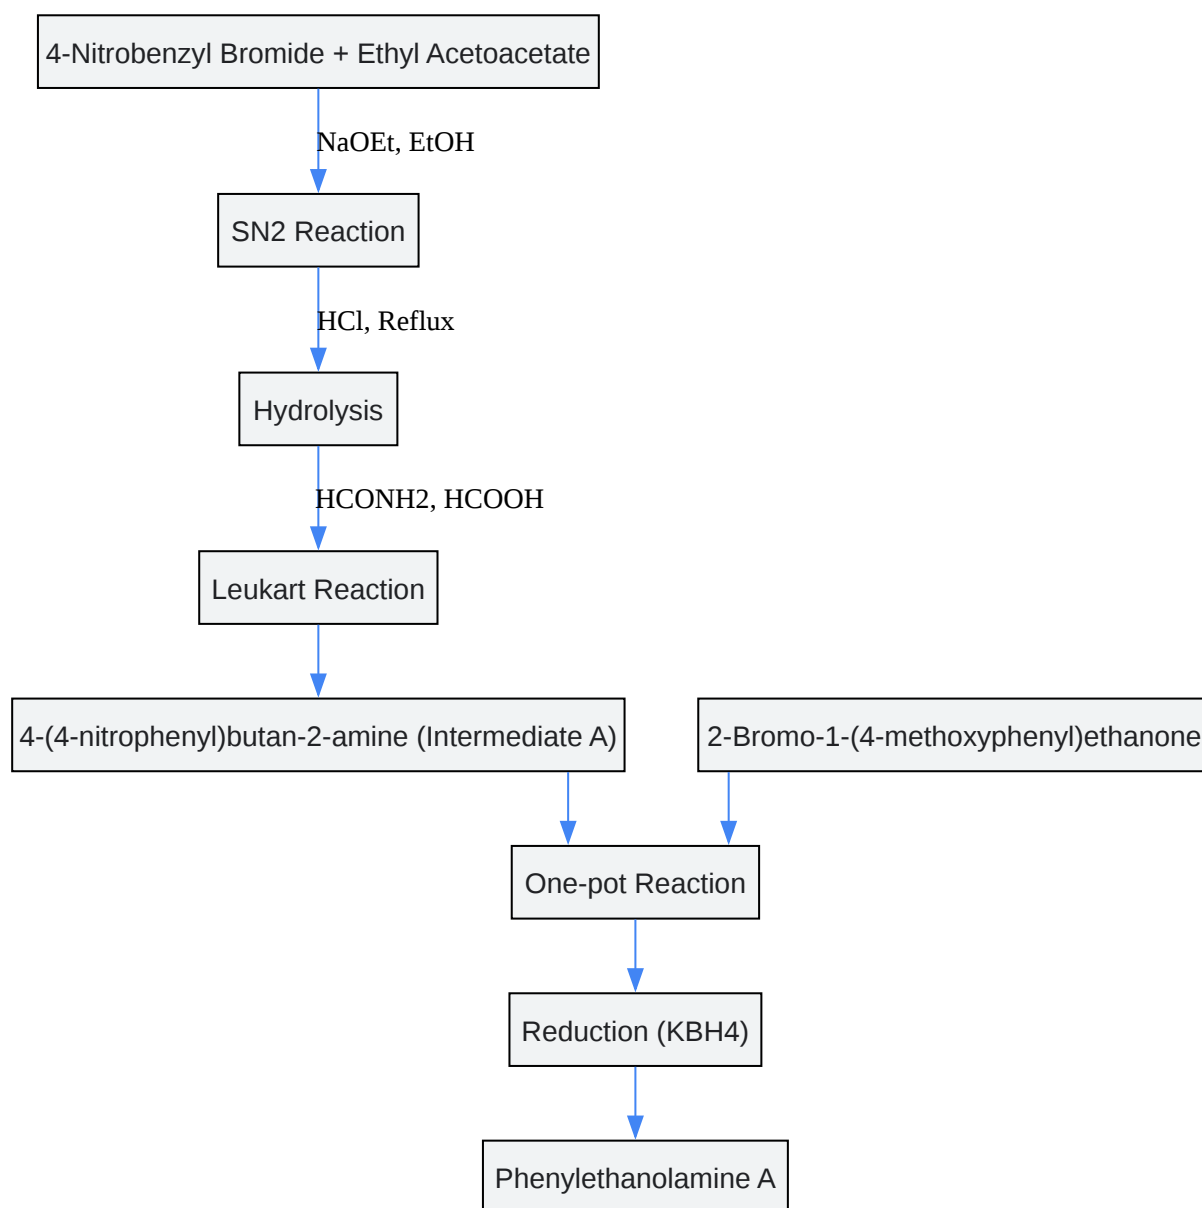 4-Nitrobenzyl Bromide + Ethyl Acetoacetate
NaOEt, EtOH
SN2 Reaction
HCl, Reflux
Hydrolysis
HCONH2, HCOOH
Leukart Reaction
4-(4-nitrophenyl)butan-2-amine (Intermediate A)
2-Bromo-1-(4-methoxyphenyl)ethanone
One-pot Reaction
Reduction (KBH4)
Phenylethanolamine A